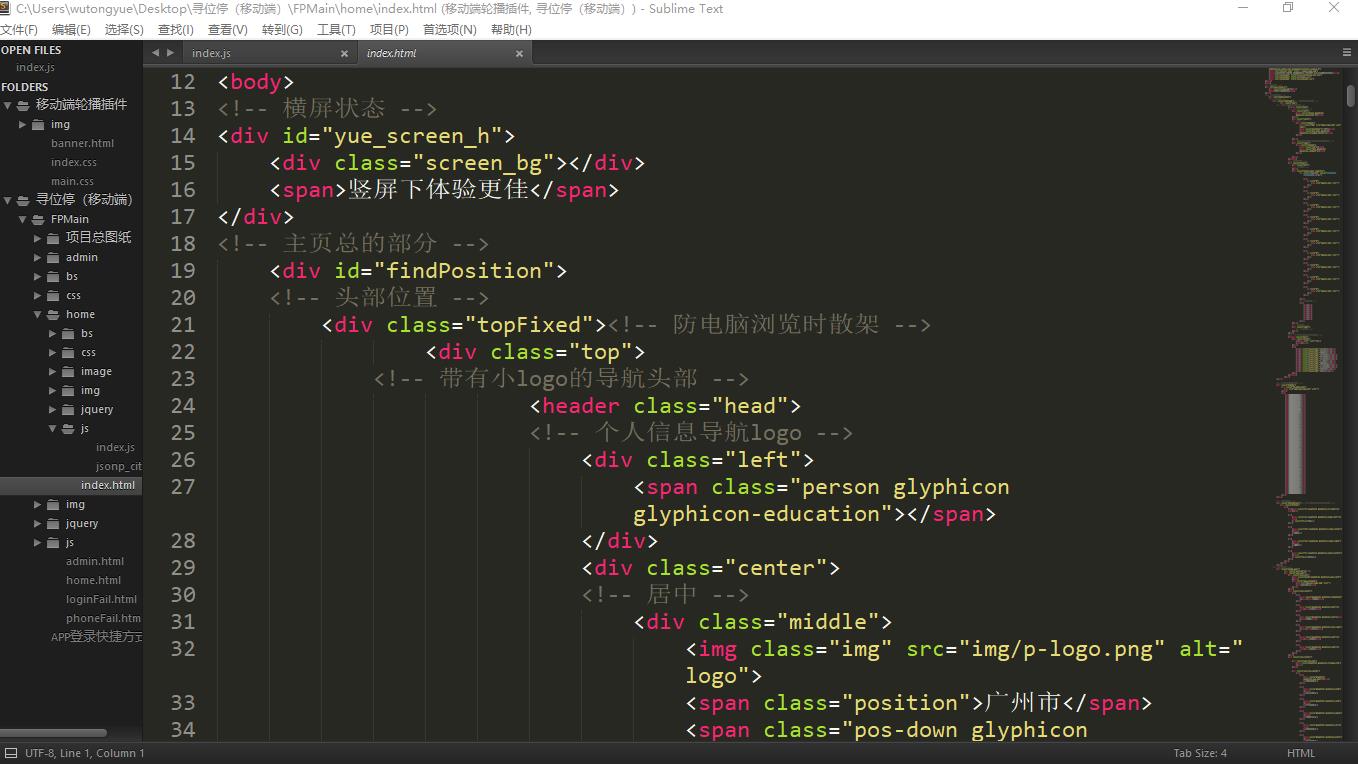 C:\Users\wutongyue\Desktop\寻位停（移动端）\FPMain\home\index.html (移动端轮播插件, 寻位停（移动端）) - Sublime Text
文件(F) 编辑(E) 选择(S) 查找(I) 查看(V) 转到(G) 工具(T) 项目(P) 首选项(N) 帮助(H)
OPEN FILES
index.js
FOLDERS
移动端轮播插件
img
banner.html
index.css
main.css
寻位停（移动端）
FPMain
项目总图纸
admin
bs
css
home
bs
css
image
img
jquery
js
index.js
jsonp_cit
index.html
img
jquery
js
admin.html
home.html
loginFail.html
phoneFail.htm
APP登录快捷方式
index.js × index.html ×
12 <body>
13 <!-- 横屏状态 -->
14 <div id="yue_screen_h">
15 <div class="screen_bg"></div>
16 <span>竖屏下体验更佳</span>
17 </div>
18 <!-- 主页总的部分 -->
19 <div id="findPosition">
20 <!-- 头部位置 -->
21 <div class="topFixed"><!-- 防电脑浏览时散架 -->
22 <div class="top">
23 <!-- 带有小logo的导航头部 -->
24 <header class="head">
25 <!-- 个人信息导航logo -->
26 <div class="left">
27 <span class="person glyphicon
glyphicon-education"></span>
28 </div>
29 <div class="center">
30 <!-- 居中 -->
31 <div class="middle">
32 <img class="img" src="img/p-logo.png" alt="
logo">
33 <span class="position">广州市</span>
34 <span class="pos-down glyphicon
UTF-8, Line 1, Column 1 Tab Size: 4 HTML